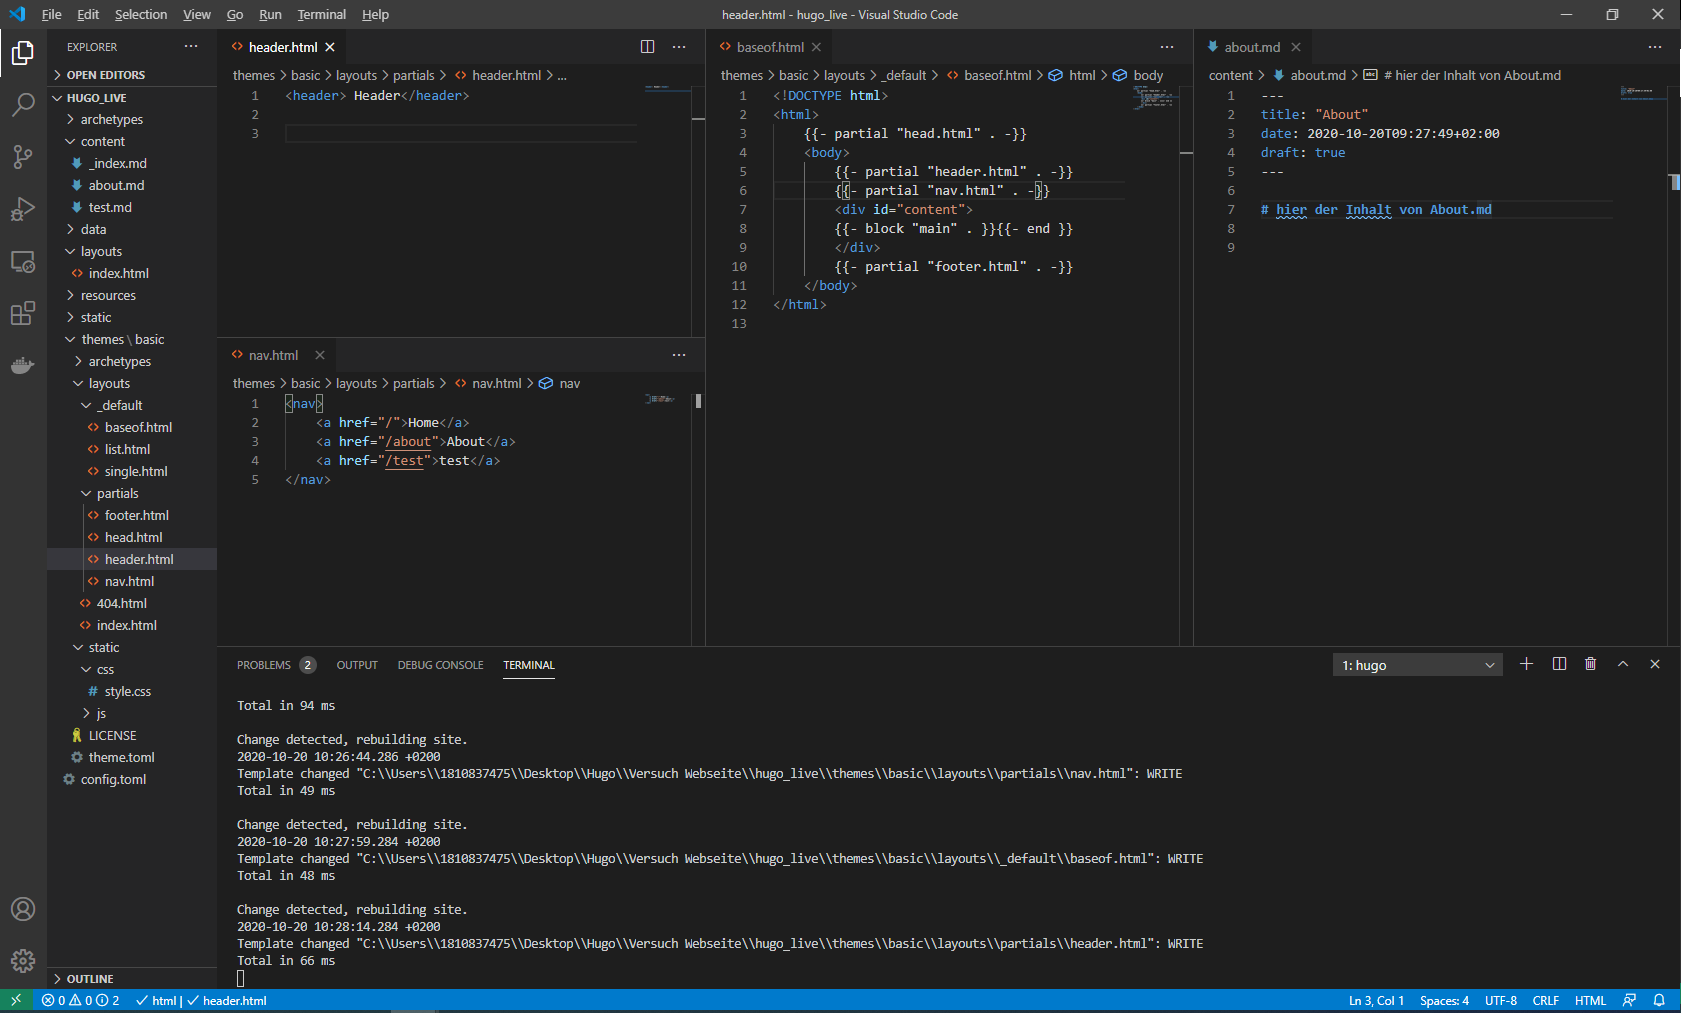 File Edit Selection View Go Run Terminal Help
header.html - hugo_live - Visual Studio Code
EXPLORER
OPEN EDITORS
HUGO_LIVE
archetypes
content
_index.md
about.md
test.md
data
layouts
index.html
resources
static
themes \ basic
archetypes
layouts
_default
baseof.html
list.html
single.html
partials
footer.html
head.html
header.html
nav.html
404.html
index.html
static
css
style.css
js
LICENSE
theme.toml
config.toml
OUTLINE
header.html
themes > basic > layouts > partials > header.html > ...
1 <header> Header</header>
2
3
nav.html
themes > basic > layouts > partials > nav.html > nav
1 <nav>
2 <a href="/">Home</a>
3 <a href="/about">About</a>
4 <a href="/test">test</a>
5 </nav>
baseof.html
themes > basic > layouts > _default > baseof.html > html > body
1 <!DOCTYPE html>
2 <html>
3 {{- partial "head.html" . -}}
4 <body>
5 {{- partial "header.html" . -}}
6 {{- partial "nav.html" . -}}
7 <div id="content">
8 {{- block "main" . }}{{- end }}
9 </div>
10 {{- partial "footer.html" . -}}
11 </body>
12 </html>
13
about.md
content > about.md > # hier der Inhalt von About.md
1 ---
2 title: "About"
3 date: 2020-10-20T09:27:49+02:00
4 draft: true
5 ---
6
7 # hier der Inhalt von About.md
8
9
PROBLEMS 2 OUTPUT DEBUG CONSOLE TERMINAL
1: hugo
Total in 94 ms
Change detected, rebuilding site.
2020-10-20 10:26:44.286 +0200
Template changed "C:\\Users\\1810837475\\Desktop\\Hugo\\Versuch Webseite\\hugo_live\\themes\\basic\\layouts\\partials\\nav.html": WRITE
Total in 49 ms
Change detected, rebuilding site.
2020-10-20 10:27:59.284 +0200
Template changed "C:\\Users\\1810837475\\Desktop\\Hugo\\Versuch Webseite\\hugo_live\\themes\\basic\\layouts\\_default\\baseof.html": WRITE
Total in 48 ms
Change detected, rebuilding site.
2020-10-20 10:28:14.284 +0200
Template changed "C:\\Users\\1810837475\\Desktop\\Hugo\\Versuch Webseite\\hugo_live\\themes\\basic\\layouts\\partials\\header.html": WRITE
Total in 66 ms
0 0 2 html | header.html
Ln 3, Col 1 Spaces: 4 UTF-8 CRLF HTML